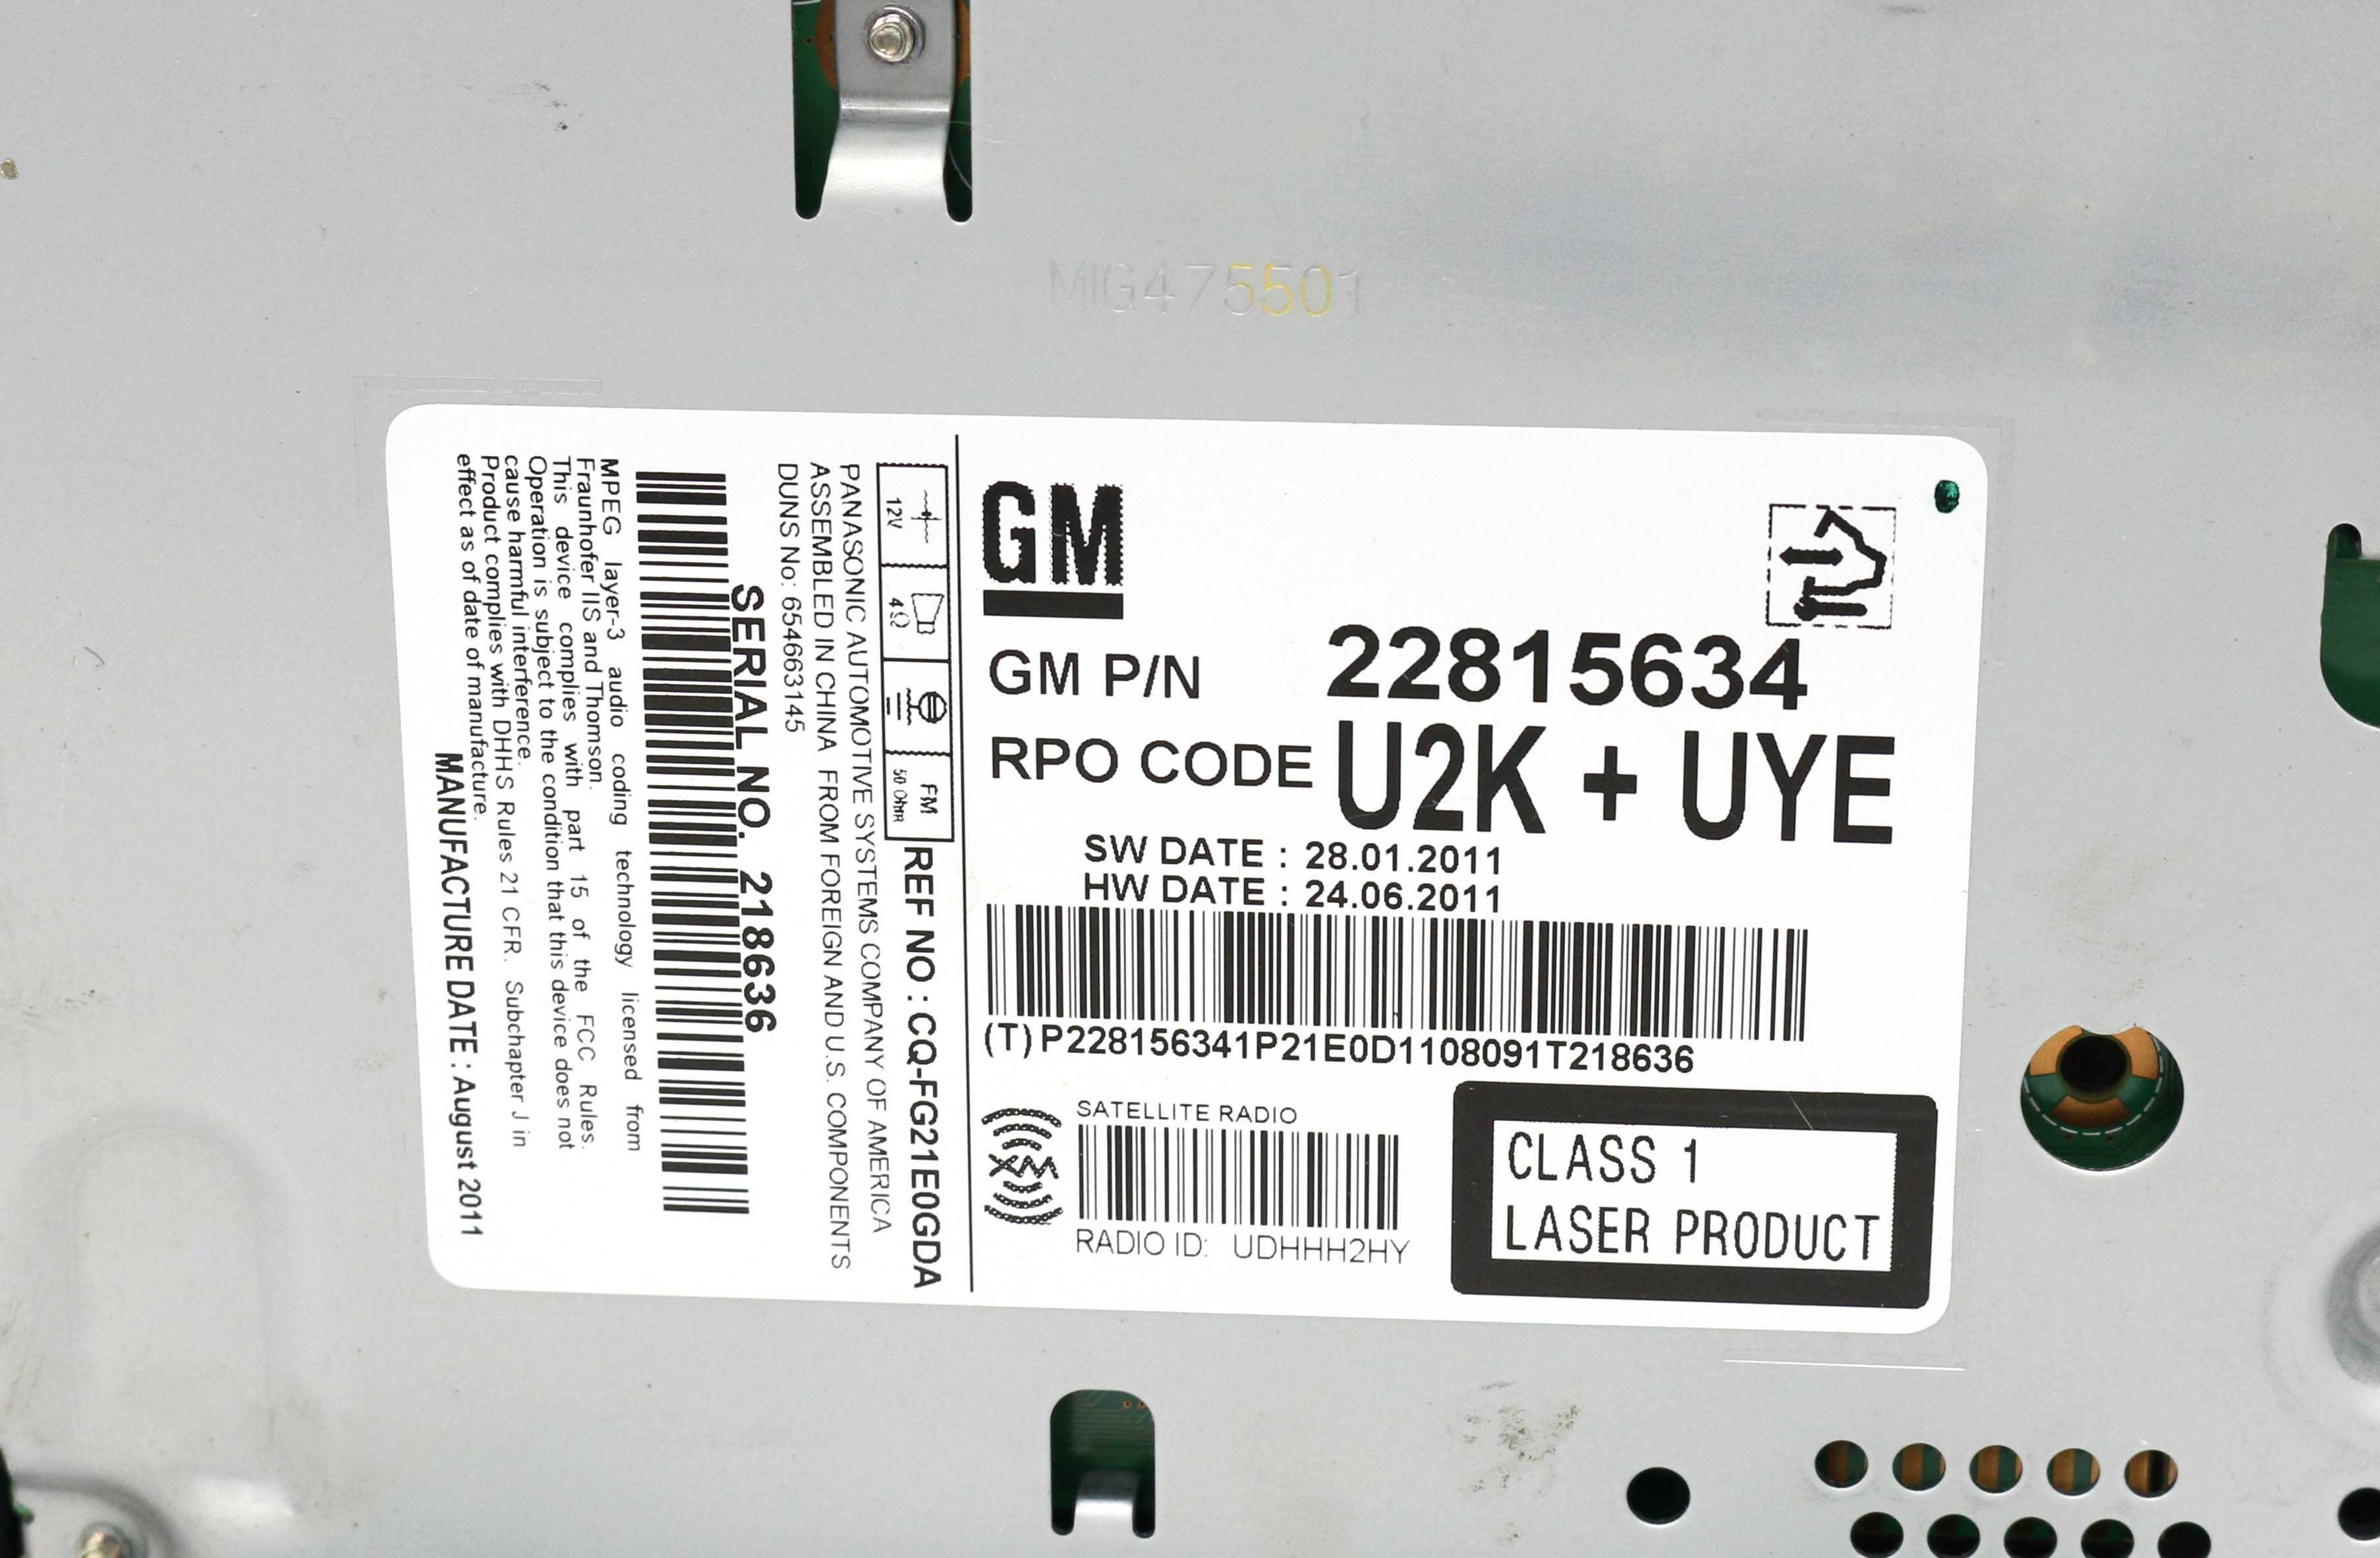 MIG475501
GM
GM P/N 22815634
RPO CODE U2K + UYE
SW DATE : 28.01.2011
HW DATE : 24.06.2011
(T) P228156341P21E0D1108091T218636
SATELLITE RADIO
XM
RADIO ID: UDHHH2HY
CLASS 1
LASER PRODUCT
12V
4Ω
FM
50 Ohm
REF NO : CQ-FG21E0GDA
PANASONIC AUTOMOTIVE SYSTEMS COMPANY OF AMERICA
ASSEMBLED IN CHINA FROM FOREIGN AND U.S. COMPONENTS
DUNS No: 654663145
SERIAL NO. 218636
MPEG layer-3 audio coding technology licensed from
Fraunhofer IIS and Thomson.
This device complies with part 15 of the FCC Rules.
Operation is subject to the condition that this device does not
cause harmful interference.
Product complies with DHHS Rules 21 CFR. Subchapter J in
effect as of date of manufacture.
MANUFACTURE DATE : August 2011